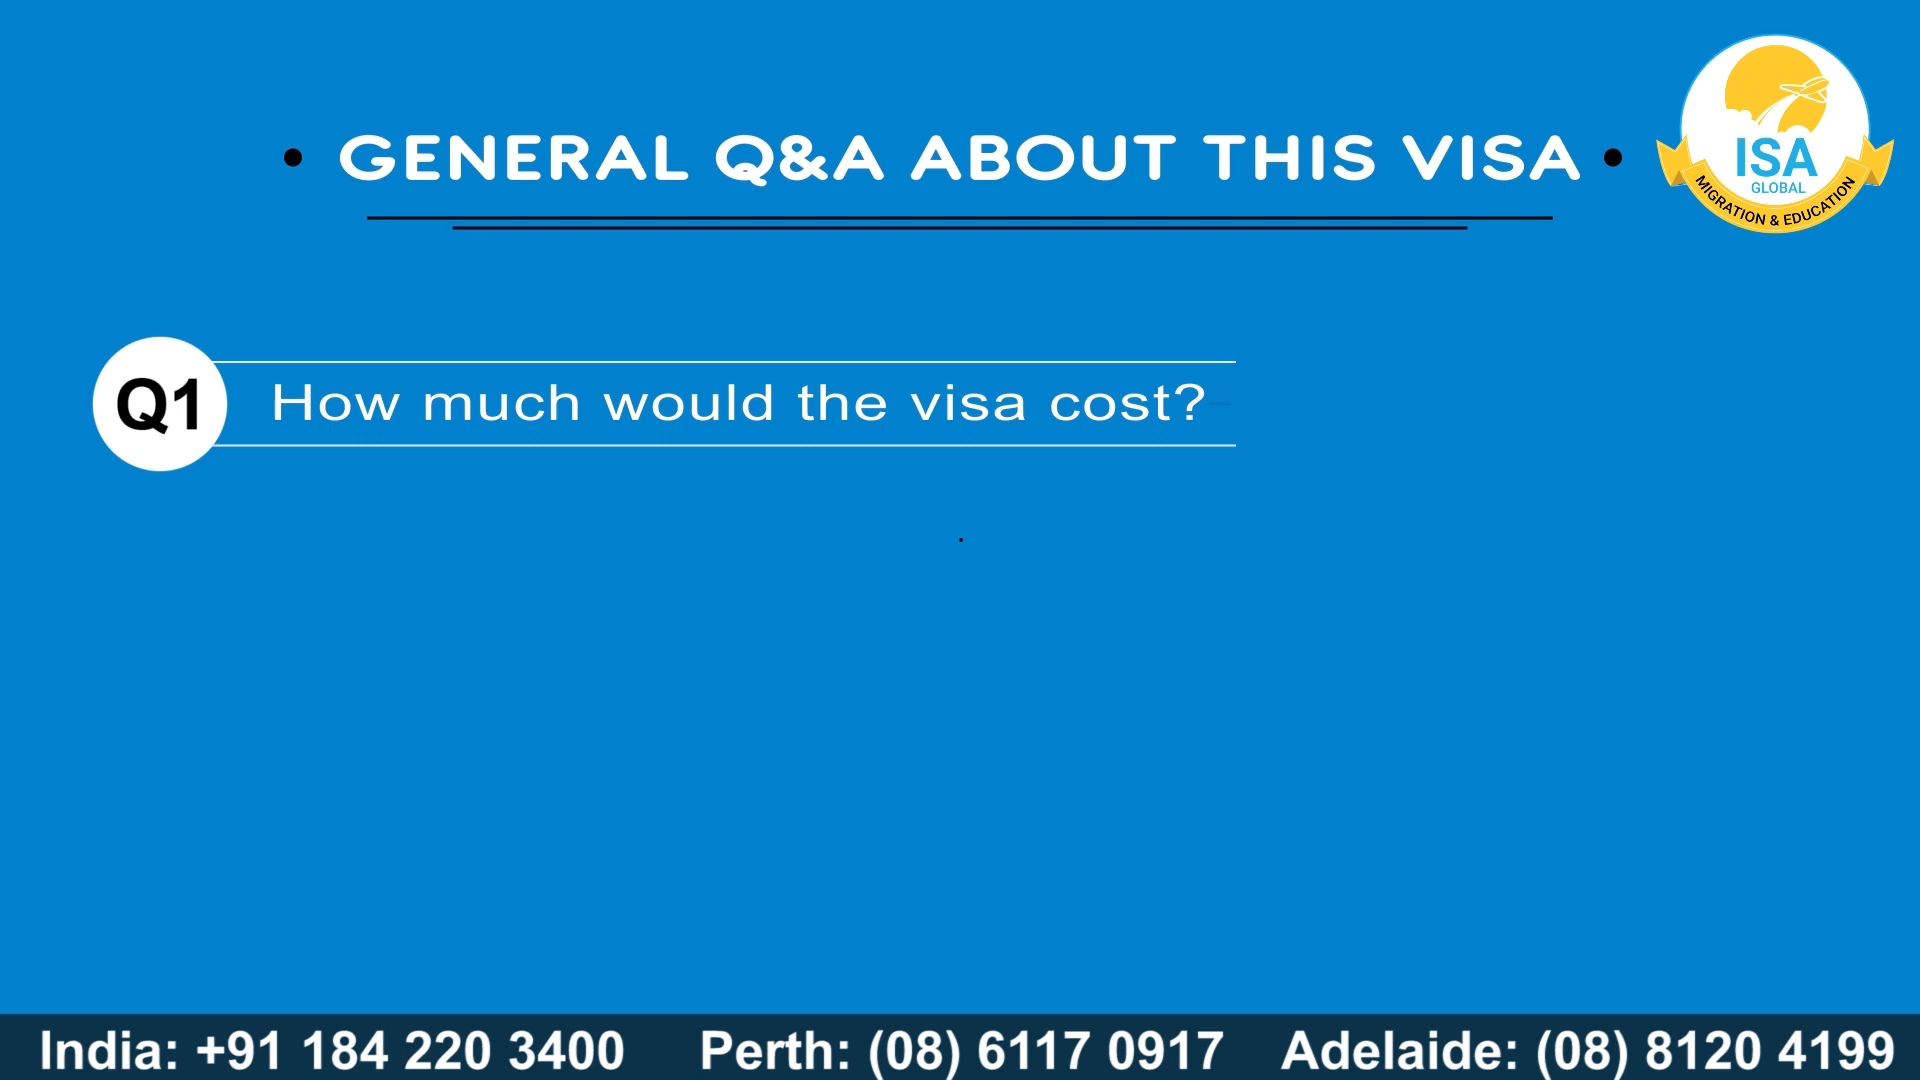 GENERAL Q&A ABOUT THIS VISA
ISA
GLOBAL
MIGRATION & EDUCATION
Q1 How much would the visa cost?
India: +91 184 220 3400 Perth: (08) 6117 0917 Adelaide: (08) 8120 4199